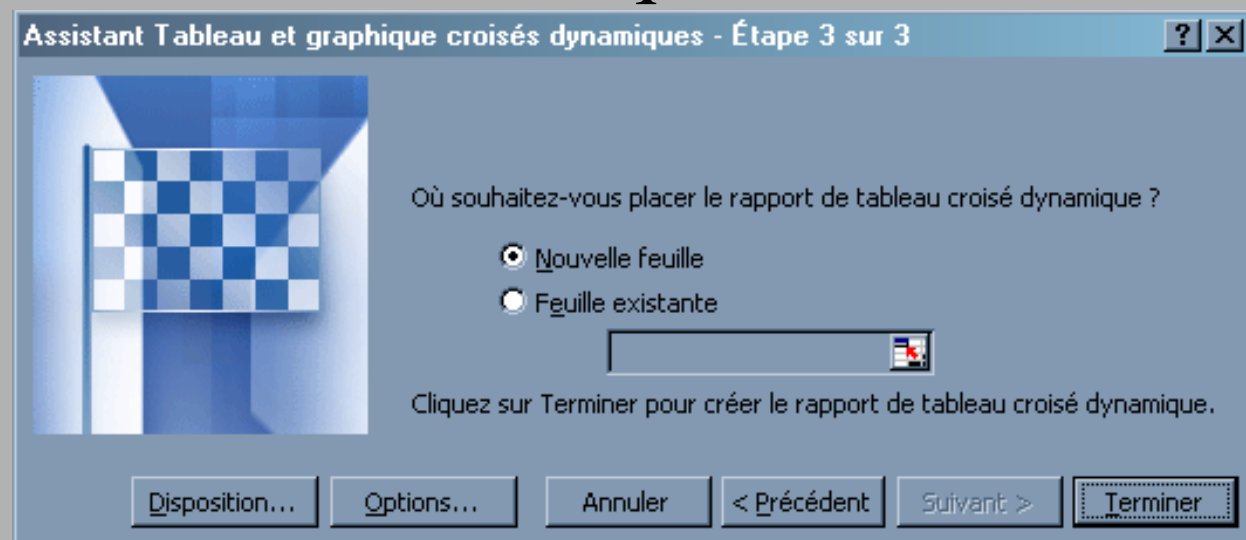 Assistant Tableau et graphique croisés dynamiques - Étape 3 sur 3
Où souhaitez-vous placer le rapport de tableau croisé dynamique ?
Nouvelle feuille
Feuille existante
Cliquez sur Terminer pour créer le rapport de tableau croisé dynamique.
Disposition... Options... Annuler < Précédent Suivant > Terminer